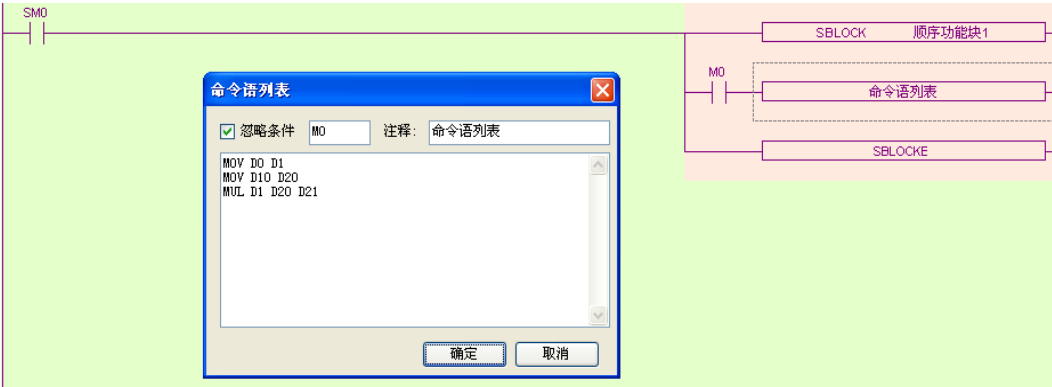 SM0
SBLOCK 顺序功能块1
M0
命令语列表
SBLOCKE
命令语列表
忽略条件 M0 注释: 命令语列表
MOV D0 D1
MOV D10 D20
MUL D1 D20 D21
确定 取消